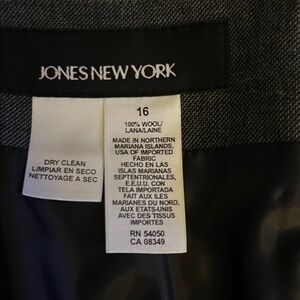 JONES NEW YORK
DRY CLEAN
LIMPIAR EN SECO
NETTOYAGE A SEC
16
100% WOOL/
LANA/LAINE
MADE IN NORTHERN
MARIANA ISLANDS,
USA OF IMPORTED
FABRIC
HECHO EN LAS
ISLAS MARIANAS
SEPTENTRIONALES,
E.E.U.U. CON
TELA IMPORTADA
FAIT AUX ILES
MARIANES DU NORD,
AUX ETATS-UNIS
AVEC DES TISSUS
IMPORTES
RN 54050
CA 08349